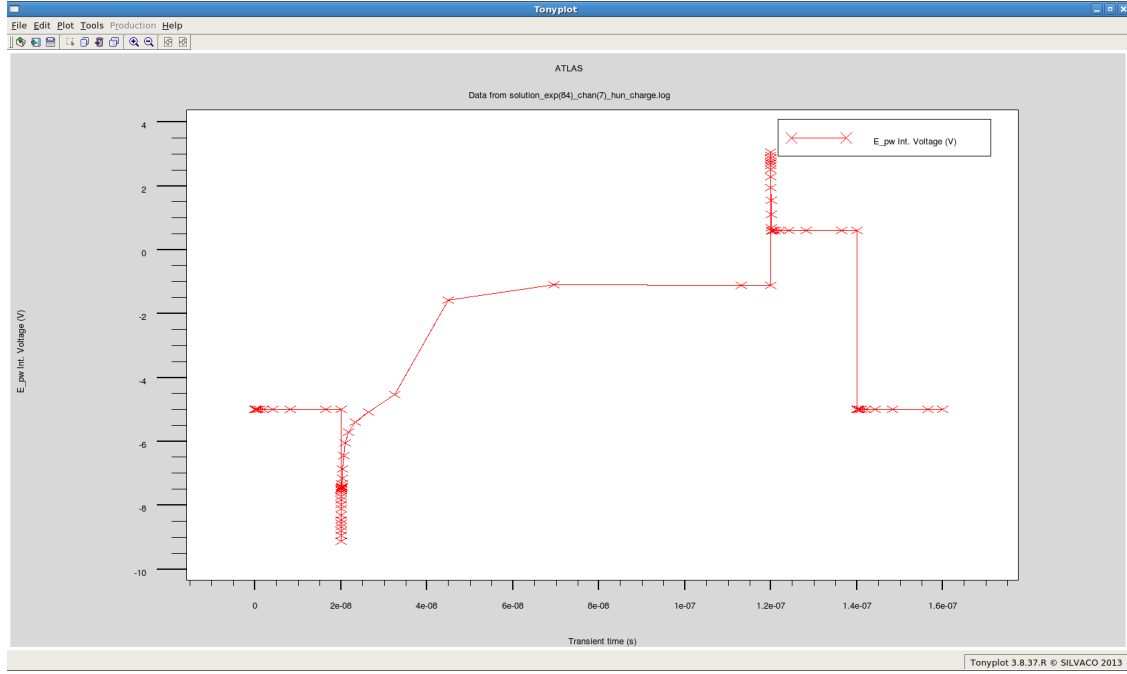 Tonyplot
File Edit Plot Tools Production Help
ATLAS
Data from solution_exp(84)_chan(7)_hun_charge.log
E_pw Int. Voltage (V)
4
2
0
-2
-4
-6
-8
-10
E_pw Int. Voltage (V)
0 2e-08 4e-08 6e-08 8e-08 1e-07 1.2e-07 1.4e-07 1.6e-07
Transient time (s)
Tonyplot 3.8.37.R © SILVACO 2013